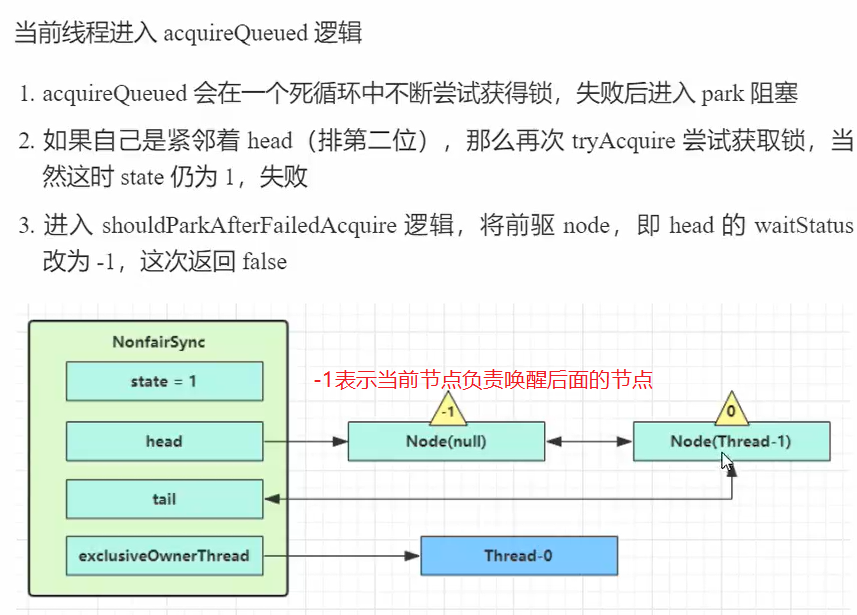 当前线程进入 acquireQueued 逻辑
1. acquireQueued 会在一个死循环中不断尝试获得锁，失败后进入 park 阻塞
2. 如果自己是紧邻着 head（排第二位），那么再次 tryAcquire 尝试获取锁，当
然这时 state 仍为 1，失败
3. 进入 shouldParkAfterFailedAcquire 逻辑，将前驱 node，即 head 的 waitStatus
改为 -1，这次返回 false
NonfairSync
state = 1
-1表示当前节点负责唤醒后面的节点
-1
0
head
Node(null)
Node(Thread-1)
tail
exclusiveOwnerThread
Thread-0